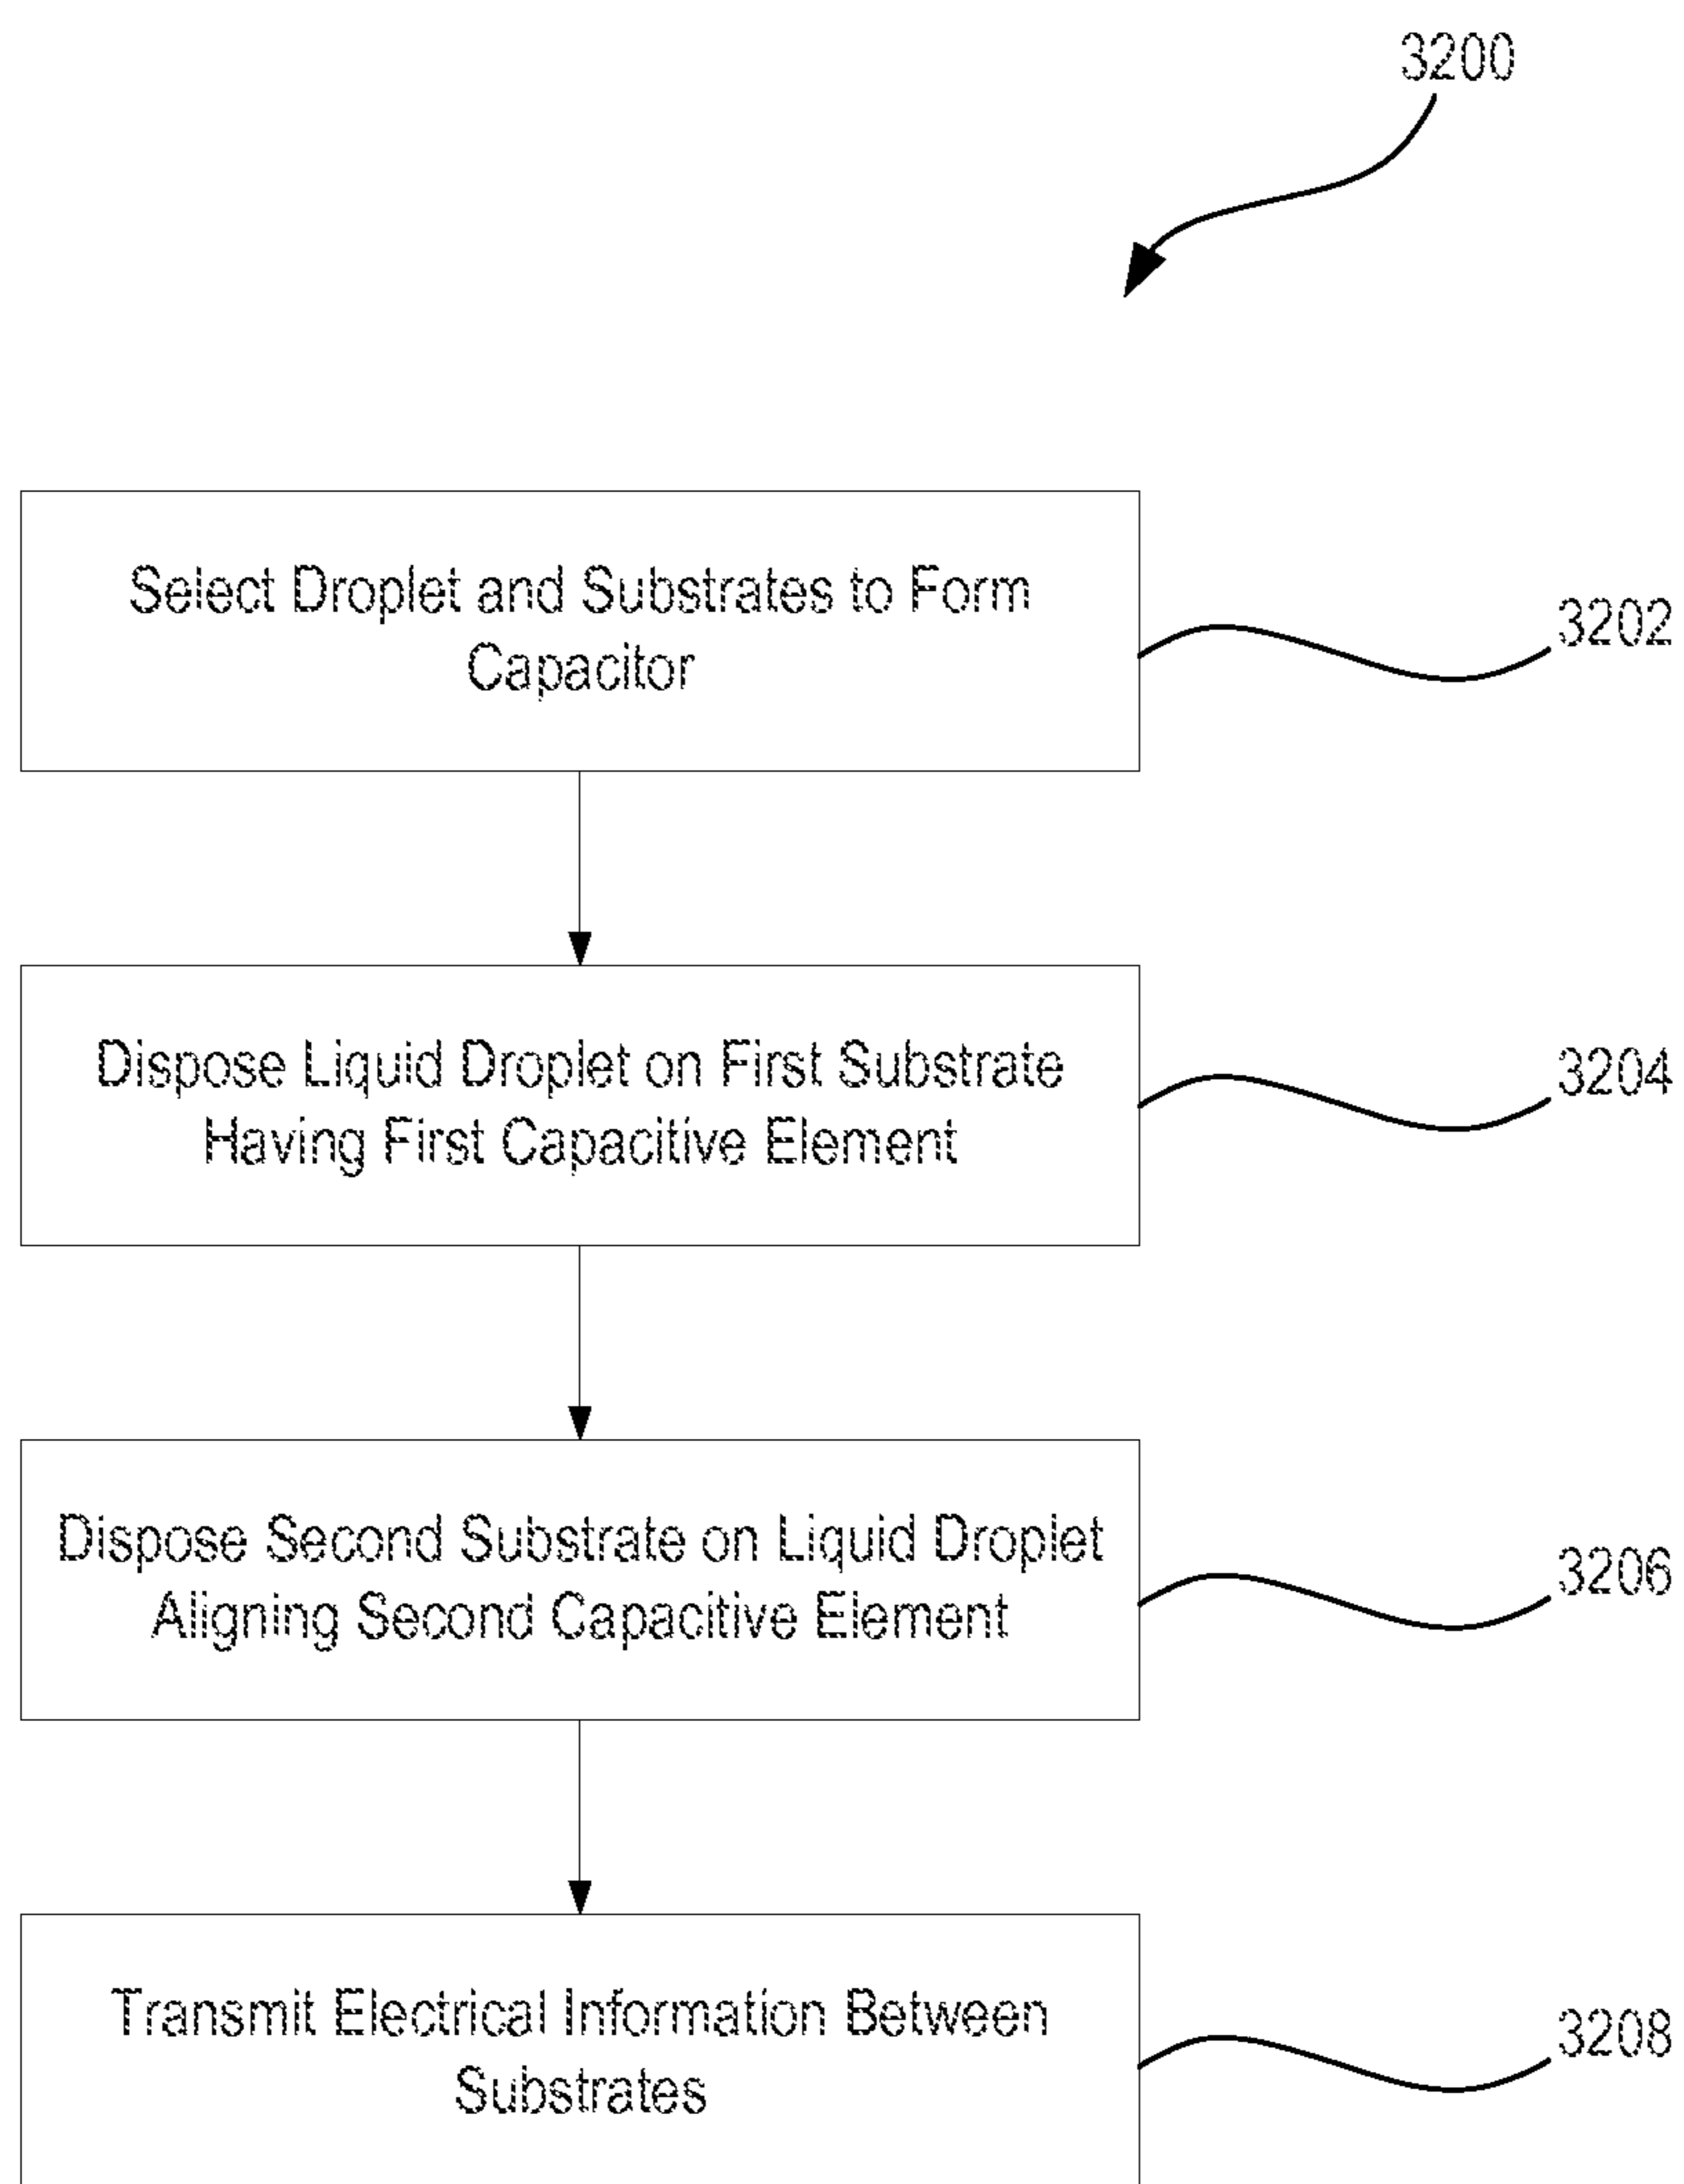 3200
Select Droplet and Substrates to Form
Capacitor
3202
Dispose Liquid Droplet on First Substrate
Having First Capacitive Element
3204
Dispose Second Substrate on Liquid Droplet
Aligning Second Capacitive Element
3206
Transmit Electrical Information Between
Substrates
3208